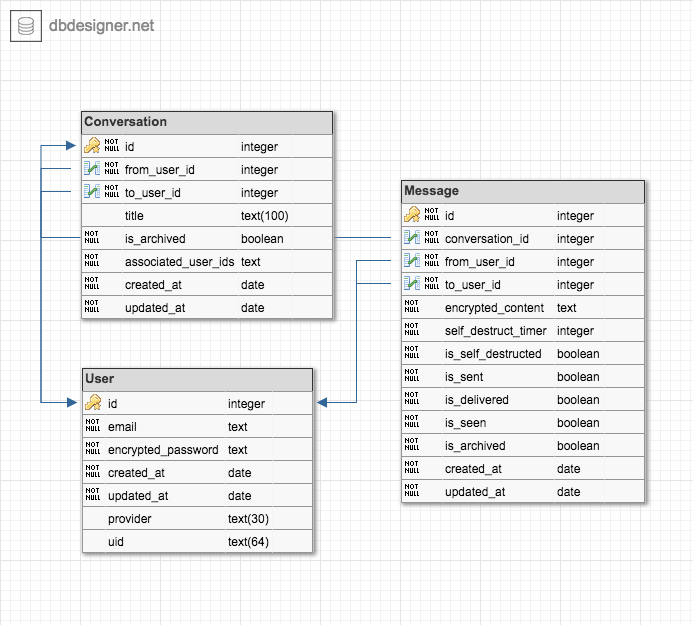 dbdesigner.net
Conversation
NOT NULL id integer
NOT NULL from_user_id integer
NOT NULL to_user_id integer
title text(100)
NOT NULL is_archived boolean
NOT NULL associated_user_ids text
NOT NULL created_at date
NOT NULL updated_at date
Message
NOT NULL id integer
NOT NULL conversation_id integer
NOT NULL from_user_id integer
NOT NULL to_user_id integer
NOT NULL encrypted_content text
NOT NULL self_destruct_timer integer
NOT NULL is_self_destructed boolean
NOT NULL is_sent boolean
NOT NULL is_delivered boolean
NOT NULL is_seen boolean
NOT NULL is_archived boolean
NOT NULL created_at date
NOT NULL updated_at date
User
id integer
NOT NULL email text
NOT NULL encrypted_password text
NOT NULL created_at date
NOT NULL updated_at date
provider text(30)
uid text(64)